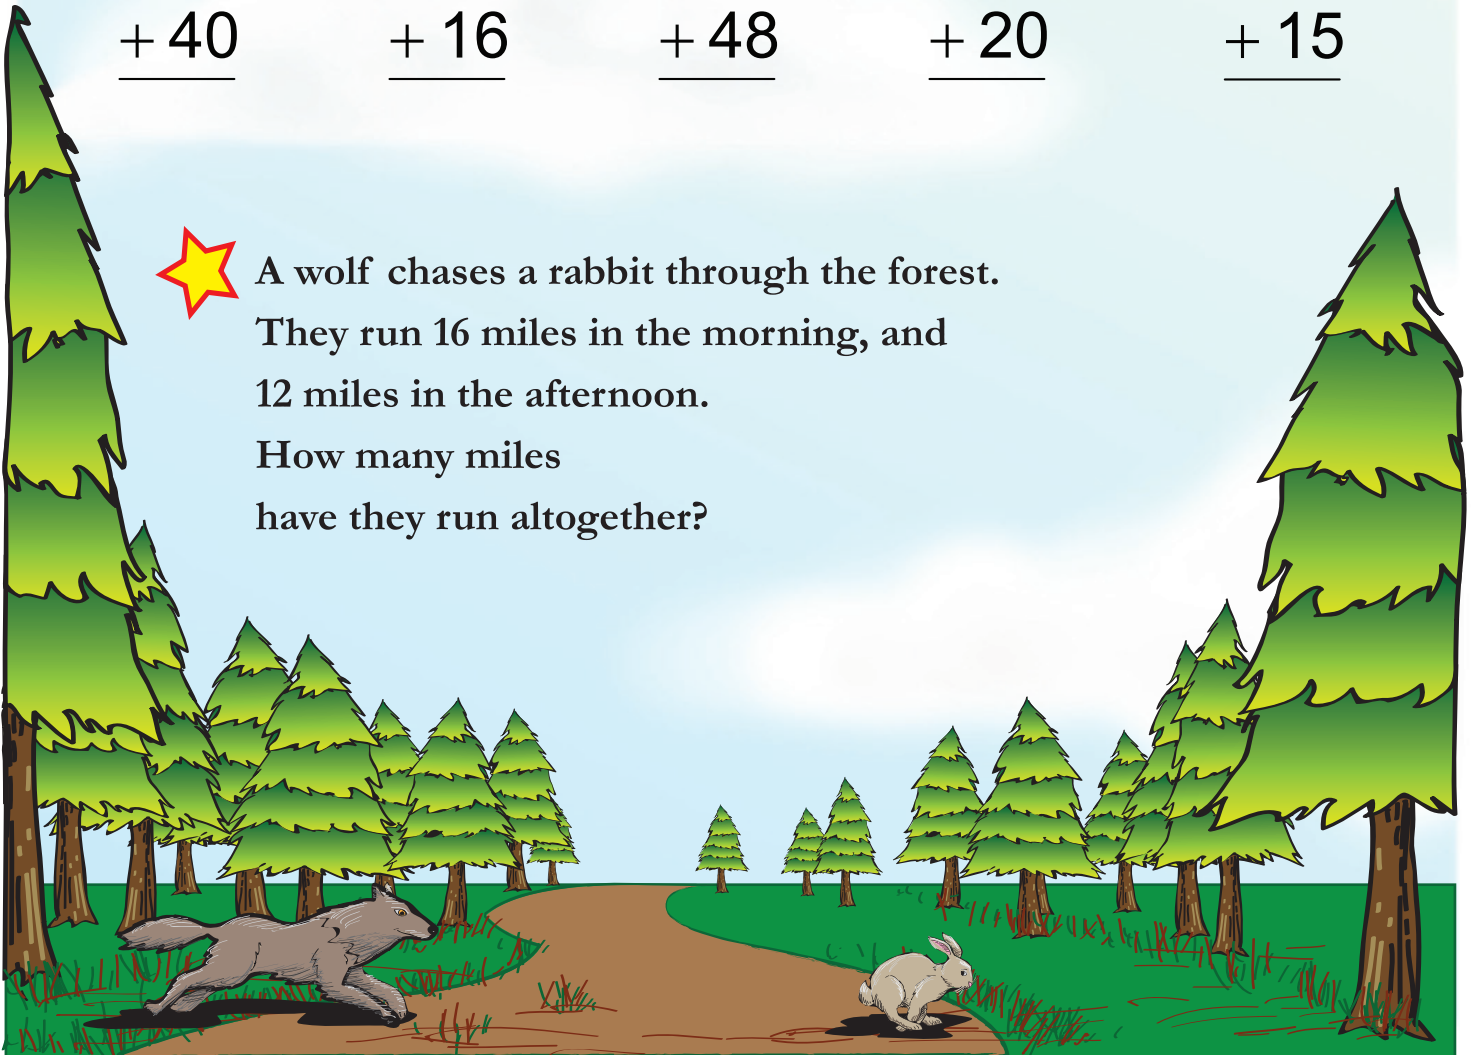 + 40 + 16 + 48 + 20 + 15
A wolf chases a rabbit through the forest.
They run 16 miles in the morning, and
12 miles in the afternoon.
How many miles
have they run altogether?